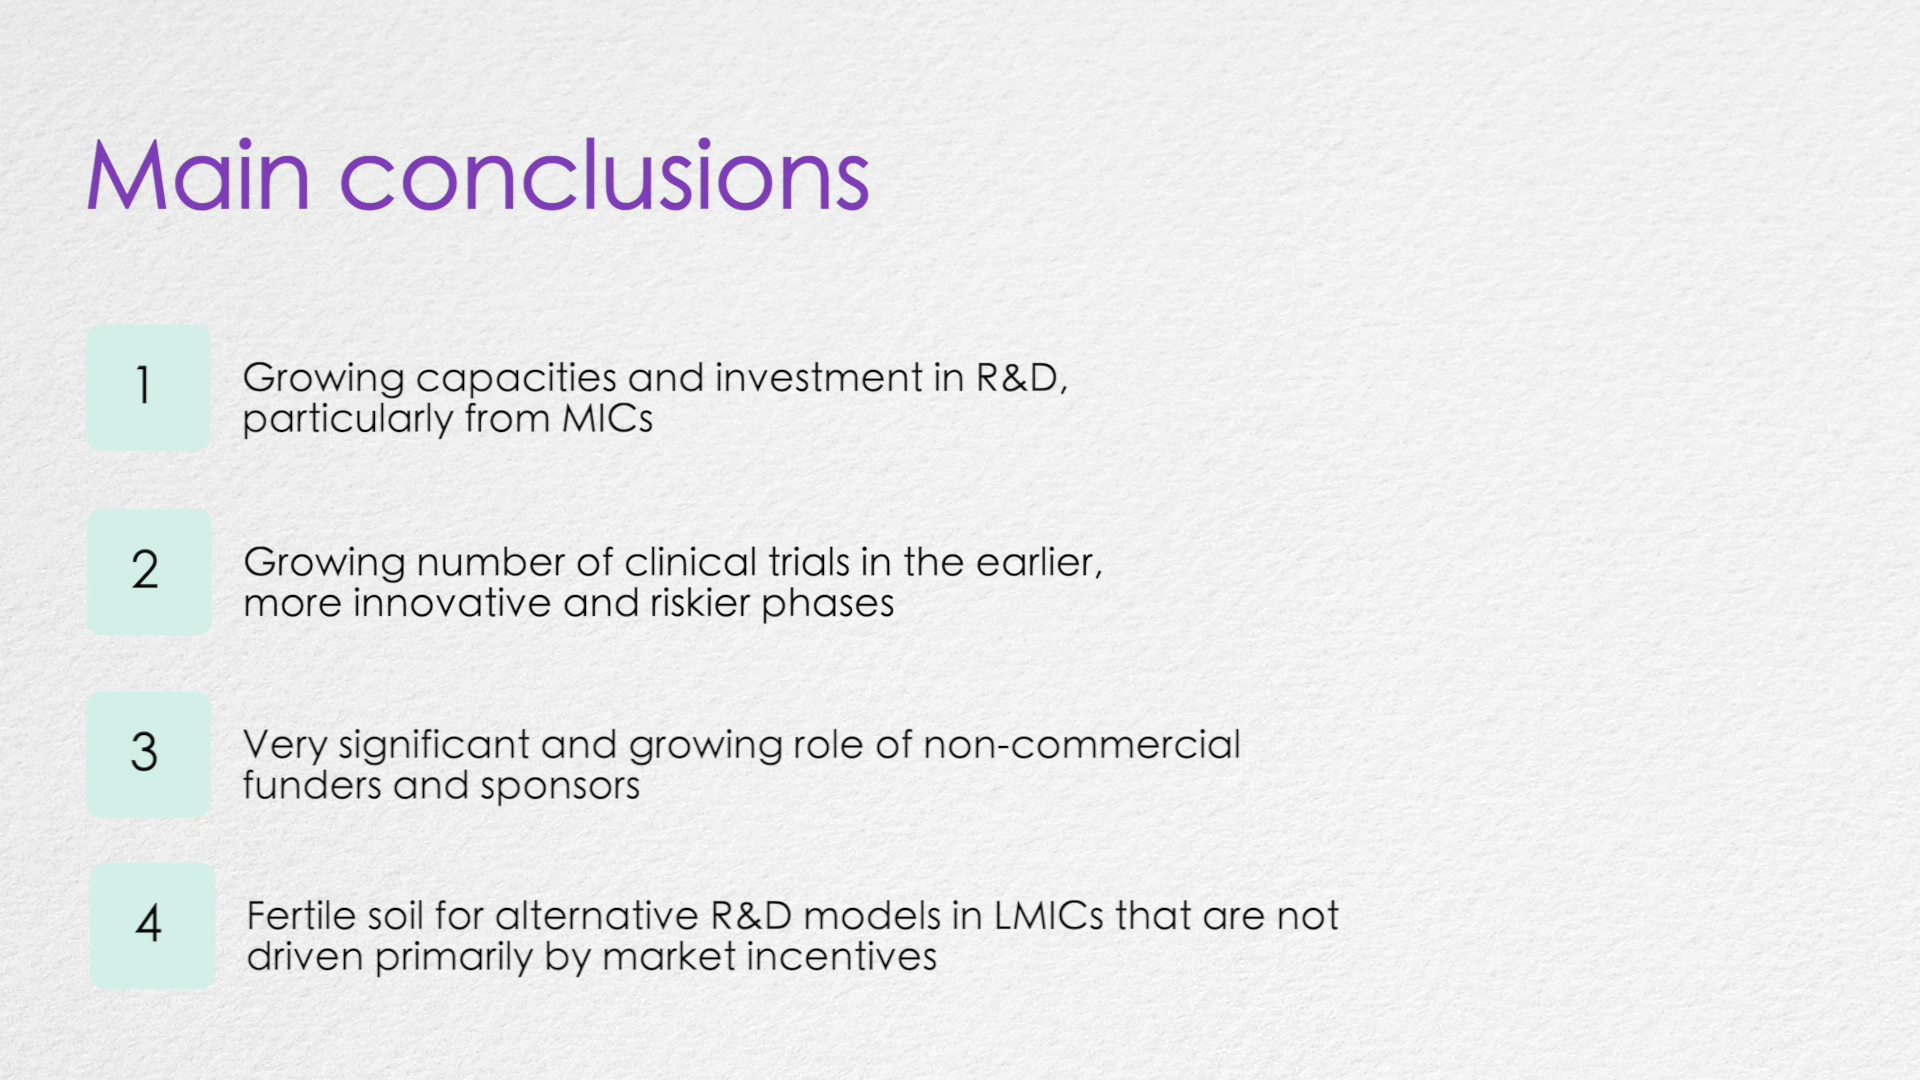 Main conclusions
1
Growing capacities and investment in R&D,
particularly from MICs
2
Growing number of clinical trials in the earlier,
more innovative and riskier phases
3
Very significant and growing role of non-commercial
funders and sponsors
4
Fertile soil for alternative R&D models in LMICs that are not
driven primarily by market incentives